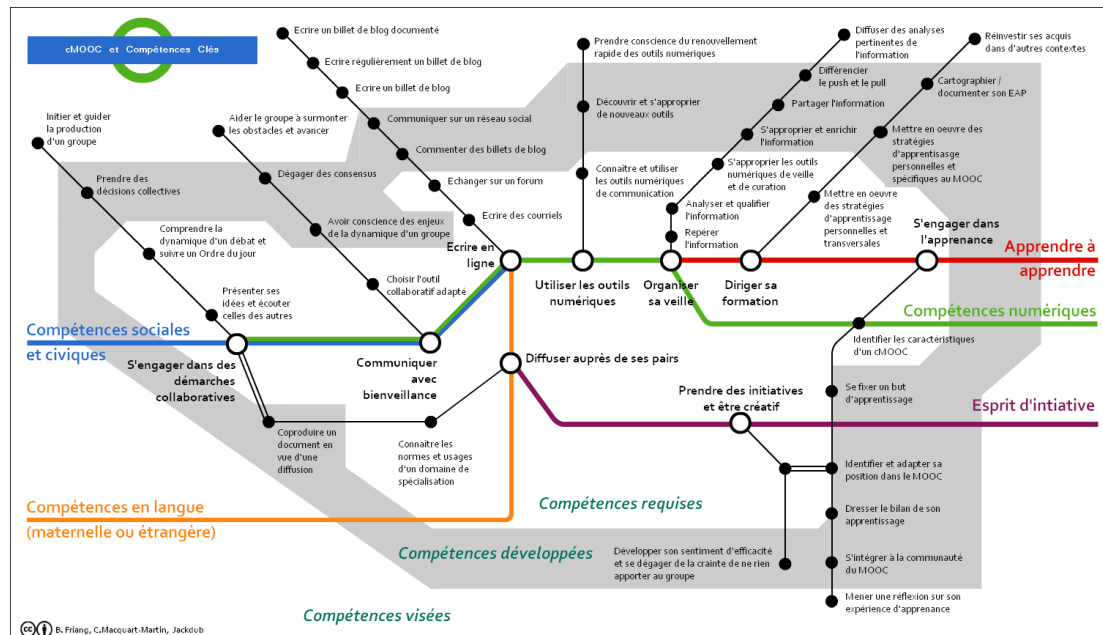 cMOOC et Compétences Clés
Ecrire un billet de blog documenté
Ecrire régulièrement un billet de blog
Ecrire un billet de blog
Communiquer sur un réseau social
Commenter des billets de blog
Echanger sur un forum
Ecrire des courriels
Ecrire en
ligne
Prendre conscience du renouvellement
rapide des outils numériques
Découvrir et s'approprier
de nouveaux outils
Connaître et utiliser
les outils numériques
de communication
Utiliser les outils
numériques
Diffuser des analyses
pertinentes de
l'information
Différencier
le push et le pull
Partager l'information
S'approprier et enrichir
l'information
S'approprier les outils
numériques de veille
et de curation
Analyser et qualifier
l'information
Repérer
l'information
Organiser
sa veille
Réinvestir ses acquis
dans d'autres contextes
Cartographier /
documenter son EAP
Mettre en oeuvre des
stratégies
d'apprentisasge
personnelles et
spécifiques au MOOC
Mettre en oeuvre
des stratégies
d'apprentissage
personnelles et
transversales
Diriger sa
formation
S'engager dans
l'apprenance
Apprendre à
apprendre
Initier et guider
la production
d'un groupe
Prendre des
décisions collectives
Comprendre la
dynamique d'un débat et
suivre un Ordre du jour
Présenter ses
idées et écouter
celles des autres
Aider le groupe à surmonter
les obstacles et avancer
Dégager des consensus
Avoir conscience des enjeux
de la dynamique d'un groupe
Choisir l'outil
collaboratif adapté
Compétences sociales
et civiques
S'engager dans des
démarches
collaboratives
Communiquer
avec
bienveillance
Compétences numériques
Identifier les caractéristiques
d'un cMOOC
Diffuser auprès de ses pairs
Prendre des initiatives
et être créatif
Se fixer un but
d'apprentissage
Esprit d'intiative
Coproduire un
document en
vue d'une
diffusion
Connaître les
normes et usages
d'un domaine de
spécialisation
Identifier et adapter sa
position dans le MOOC
Compétences en langue
(maternelle ou étrangère)
Compétences requises
Dresser le bilan de son
apprentissage
Compétences développées
Développer son sentiment d'efficacité
et se dégager de la crainte de ne rien
apporter au groupe
S'intégrer à la communauté
du MOOC
Mener une réflexion sur son
expérience d'apprenance
Compétences visées
cc B. Friang, C.Macquart-Martin, Jackdub